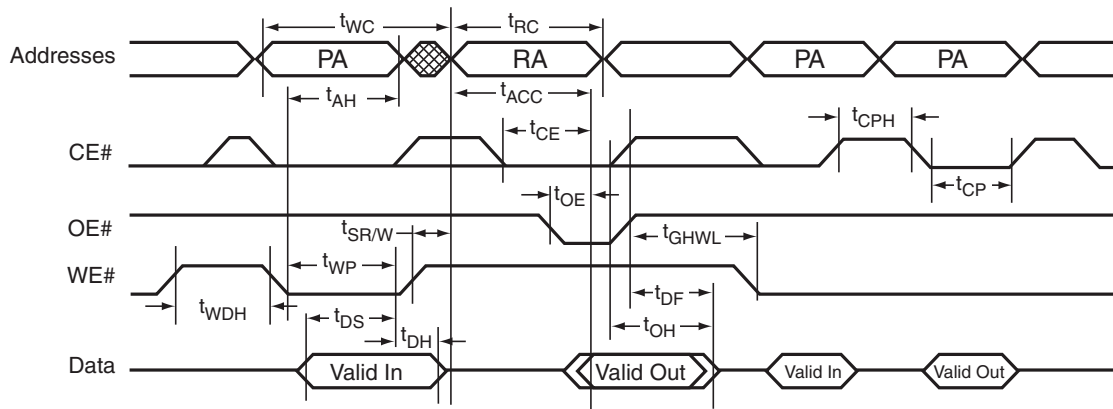 tWC tRC
Addresses PA RA PA PA
tAH tACC
tCPH
tCE
CE#
tOE tCP
OE#
tSR/W tGHWL
WE# tWP
tWDH tDS tDF
tDH tOH
Data Valid In Valid Out Valid In Valid Out